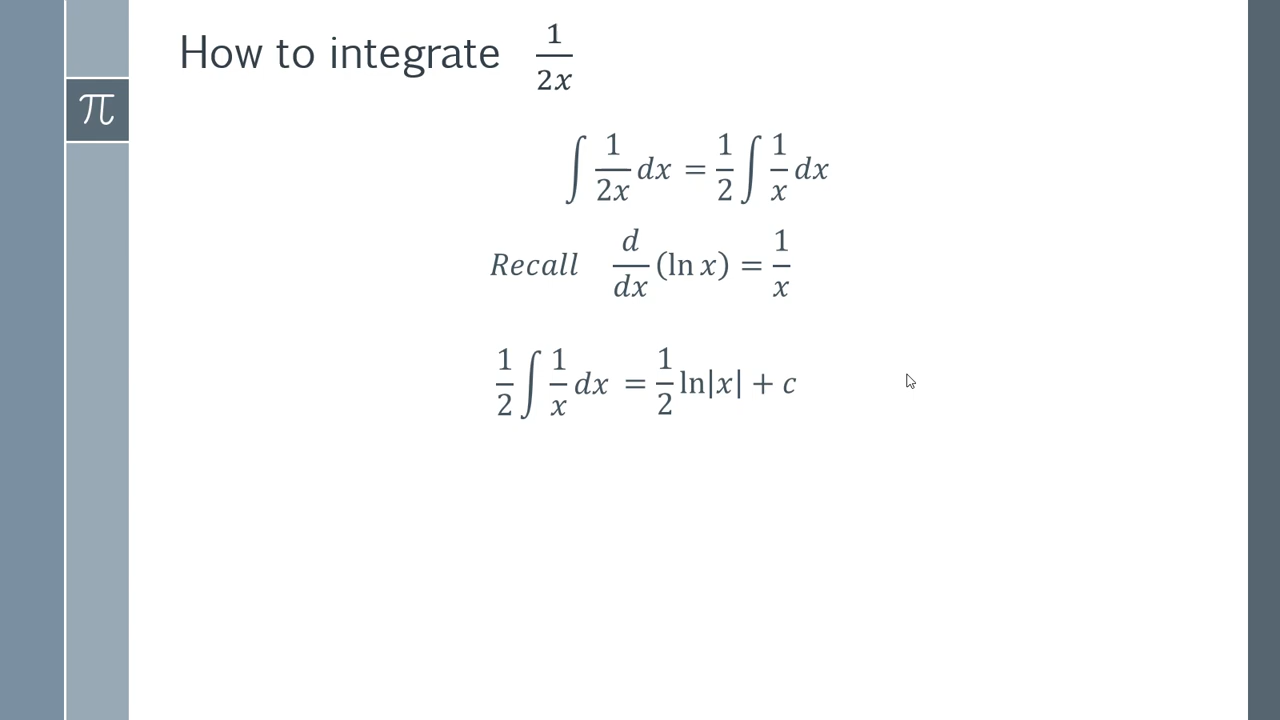 π
How to integrate 1/2x
∫ 1/2x dx = 1/2 ∫ 1/x dx
Recall d/dx (ln x) = 1/x
1/2 ∫ 1/x dx = 1/2 ln|x| + c